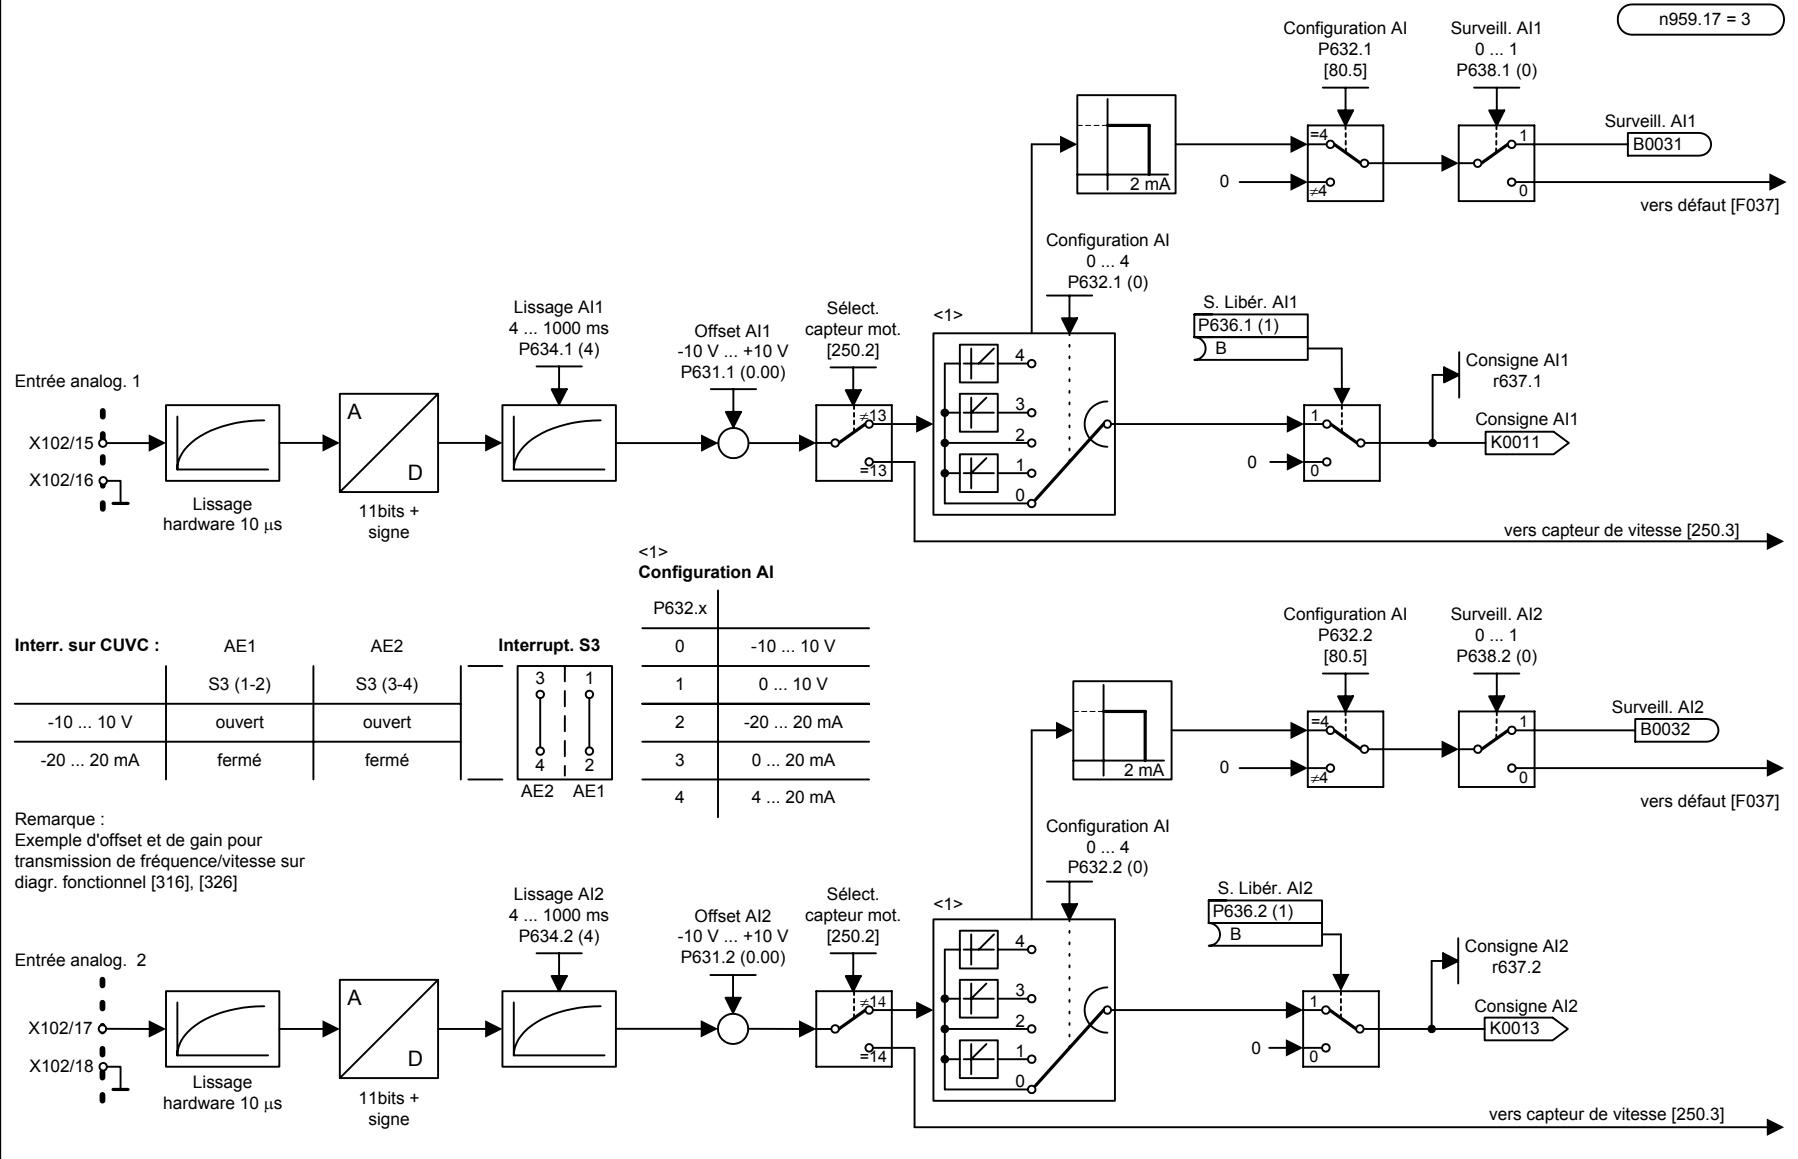 n959.17 = 3
Configuration AI
P632.1
[80.5]
Surveill. AI1
0 ... 1
P638.1 (0)
2 mA
=4
≠4
0
1
0
Surveill. AI1
B0031
vers défaut [F037]
Configuration AI
0 ... 4
P632.1 (0)
Lissage AI1
4 ... 1000 ms
P634.1 (4)
Offset AI1
-10 V ... +10 V
P631.1 (0.00)
Sélect.
capteur mot.
[250.2]
<1>
S. Libér. AI1
P636.1 (1)
B
Entrée analog. 1
X102/15
X102/16
Lissage
hardware 10 µs
A
D
11bits +
signe
≠13
=13
4
3
2
1
0
1
0
0
Consigne AI1
r637.1
Consigne AI1
K0011
vers capteur de vitesse [250.3]
<1>
Configuration AI
P632.x
0 -10 ... 10 V
1 0 ... 10 V
2 -20 ... 20 mA
3 0 ... 20 mA
4 4 ... 20 mA
Interr. sur CUVC : AE1 AE2
S3 (1-2) S3 (3-4)
-10 ... 10 V ouvert ouvert
-20 ... 20 mA fermé fermé
Interrupt. S3
3 1
4 2
AE2 AE1
Remarque :
Exemple d'offset et de gain pour
transmission de fréquence/vitesse sur
diagr. fonctionnel [316], [326]
Configuration AI
P632.2
[80.5]
Surveill. AI2
0 ... 1
P638.2 (0)
2 mA
=4
≠4
0
1
0
Surveill. AI2
B0032
vers défaut [F037]
Configuration AI
0 ... 4
P632.2 (0)
Lissage AI2
4 ... 1000 ms
P634.2 (4)
Offset AI2
-10 V ... +10 V
P631.2 (0.00)
Sélect.
capteur mot.
[250.2]
<1>
S. Libér. AI2
P636.2 (1)
B
Entrée analog. 2
X102/17
X102/18
Lissage
hardware 10 µs
A
D
11bits +
signe
≠14
=14
4
3
2
1
0
1
0
0
Consigne AI2
r637.2
Consigne AI2
K0013
vers capteur de vitesse [250.3]